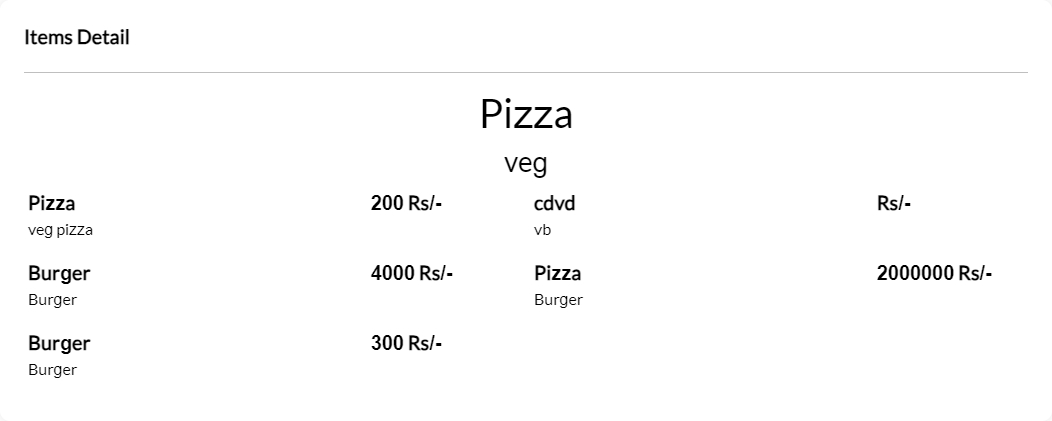 Items Detail
Pizza
veg
Pizza 200 Rs/- cdvd Rs/-
veg pizza vb
Burger 4000 Rs/- Pizza 2000000 Rs/-
Burger Burger
Burger 300 Rs/-
Burger